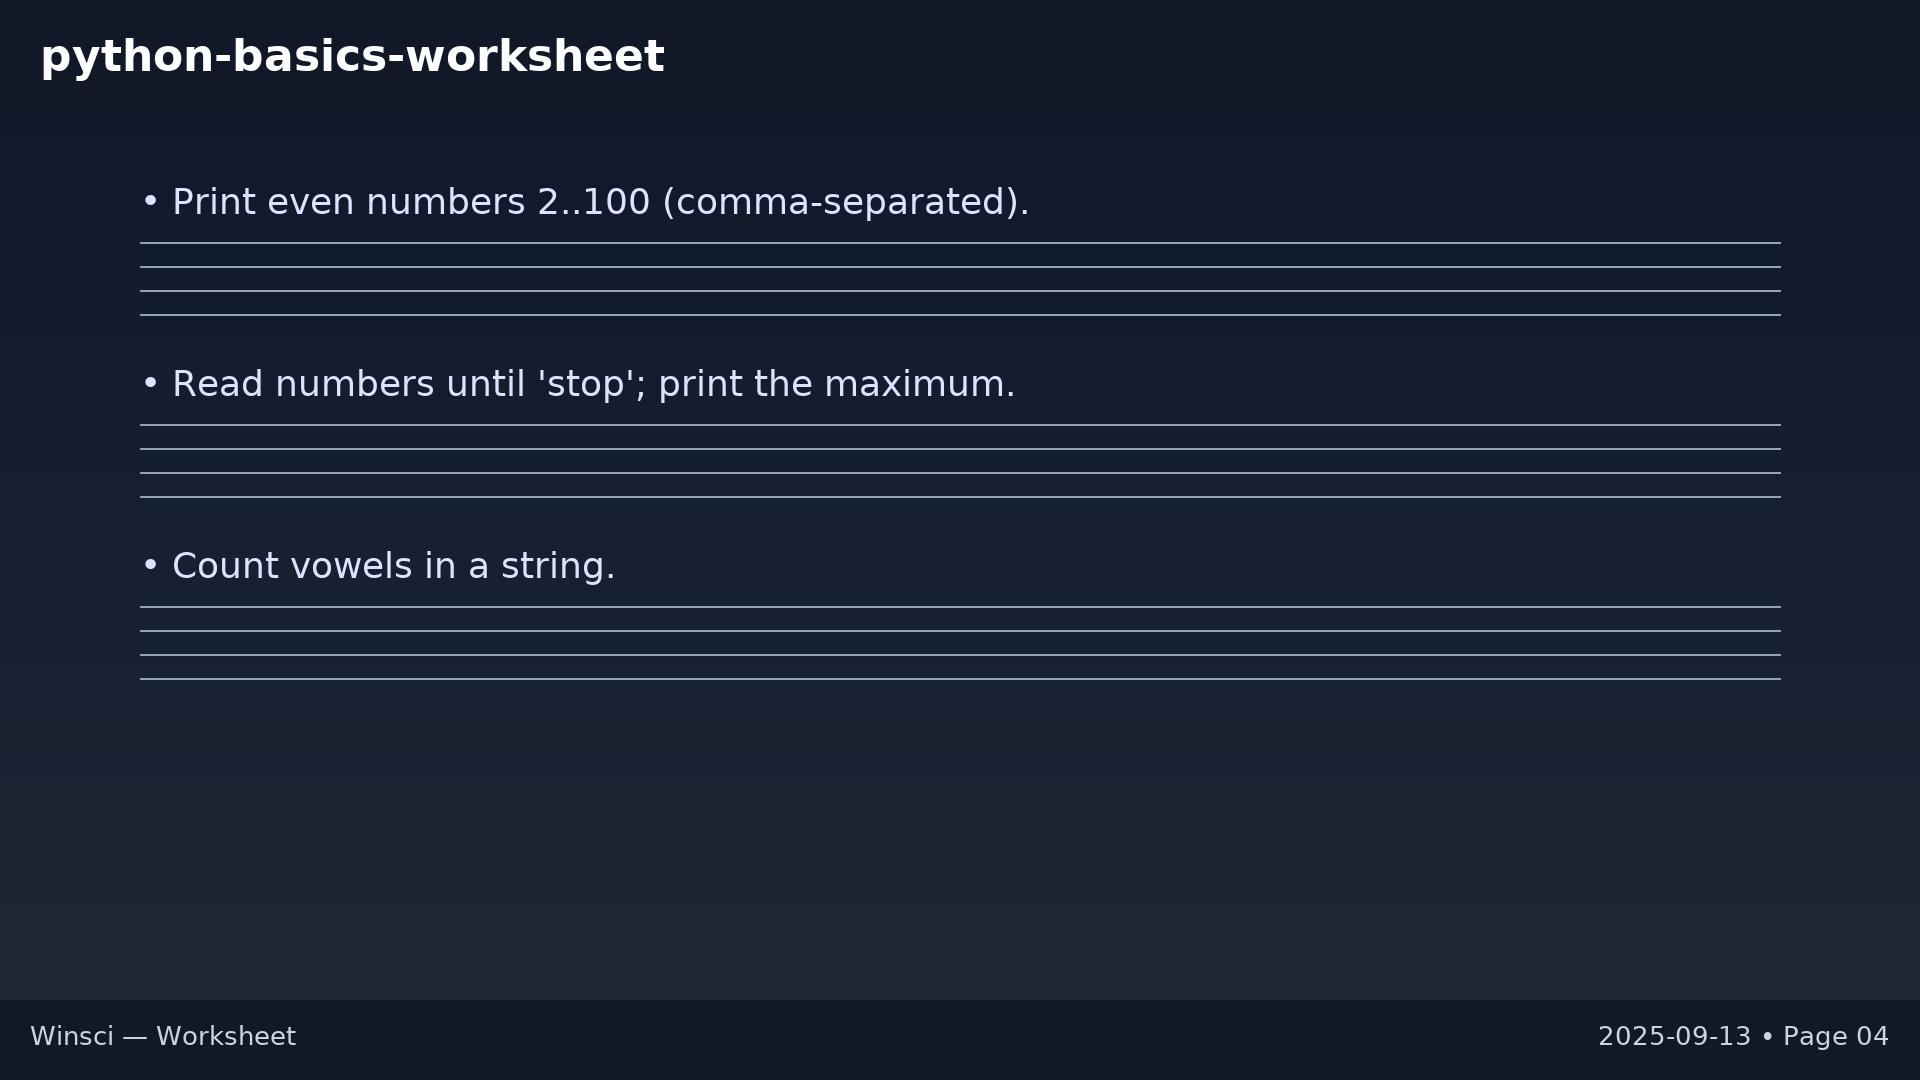 python-basics-worksheet
• Print even numbers 2..100 (comma-separated).
• Read numbers until 'stop'; print the maximum.
• Count vowels in a string.
Winsci — Worksheet
2025-09-13 • Page 04